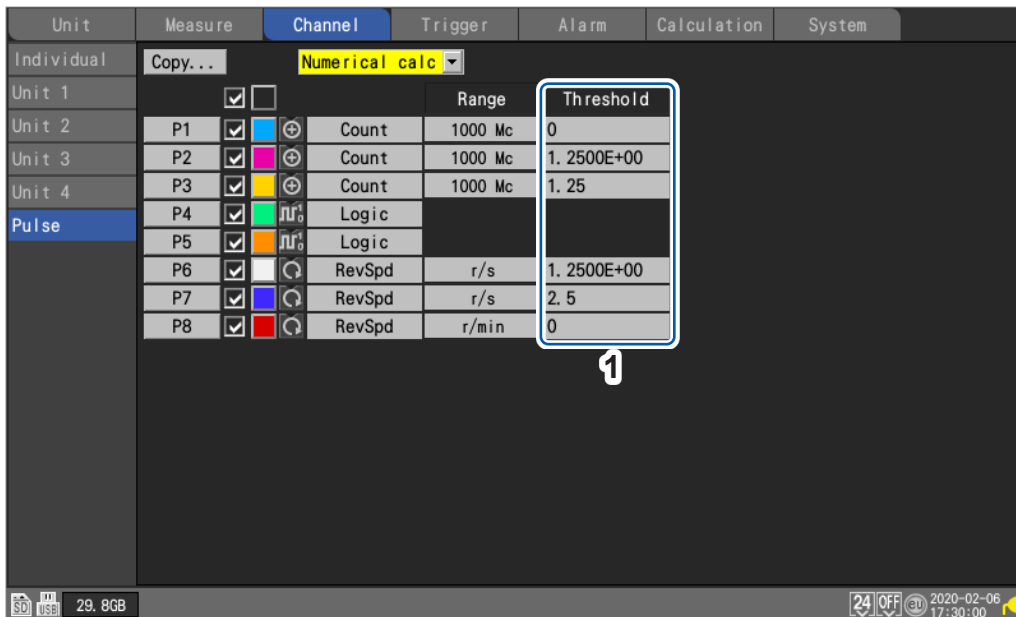 Unit Measure Channel Trigger Alarm Calculation System
Individual
Copy... Numerical calc
Unit 1
Range Threshold
Unit 2
P1 Count 1000 Mc 0
Unit 3
P2 Count 1000 Mc 1.2500E+00
P3 Count 1000 Mc 1.25
Unit 4
P4 Logic
Pulse
P5 Logic
P6 RevSpd r/s 1.2500E+00
P7 RevSpd r/s 2.5
P8 RevSpd r/min 0
1
SD USB 29.8GB 24 OFF eu 2020-02-06
17:30:00